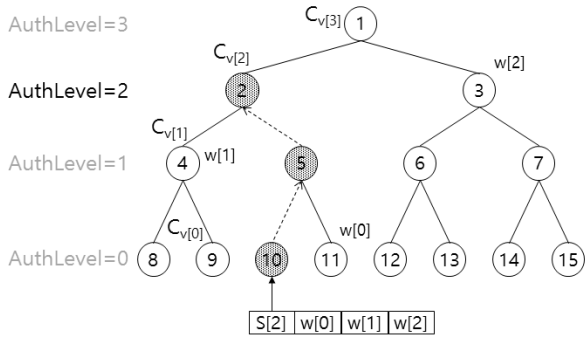 AuthLevel=3 C_v[3] 1
C_v[2] w[2]
AuthLevel=2 2 3
C_v[1]
AuthLevel=1 4 w[1] 5 6 7
C_v[0] w[0]
AuthLevel=0 8 9 10 11 12 13 14 15
S[2] w[0] w[1] w[2]